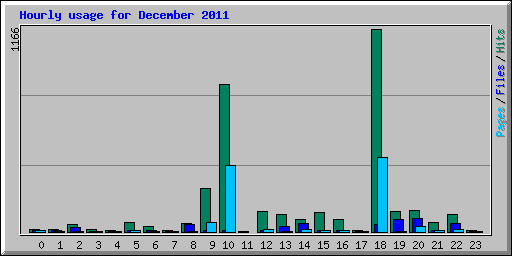 Hourly usage for December 2011
1166
Pages/Files/Hits
0 1 2 3 4 5 6 7 8 9 10 11 12 13 14 15 16 17 18 19 20 21 22 23